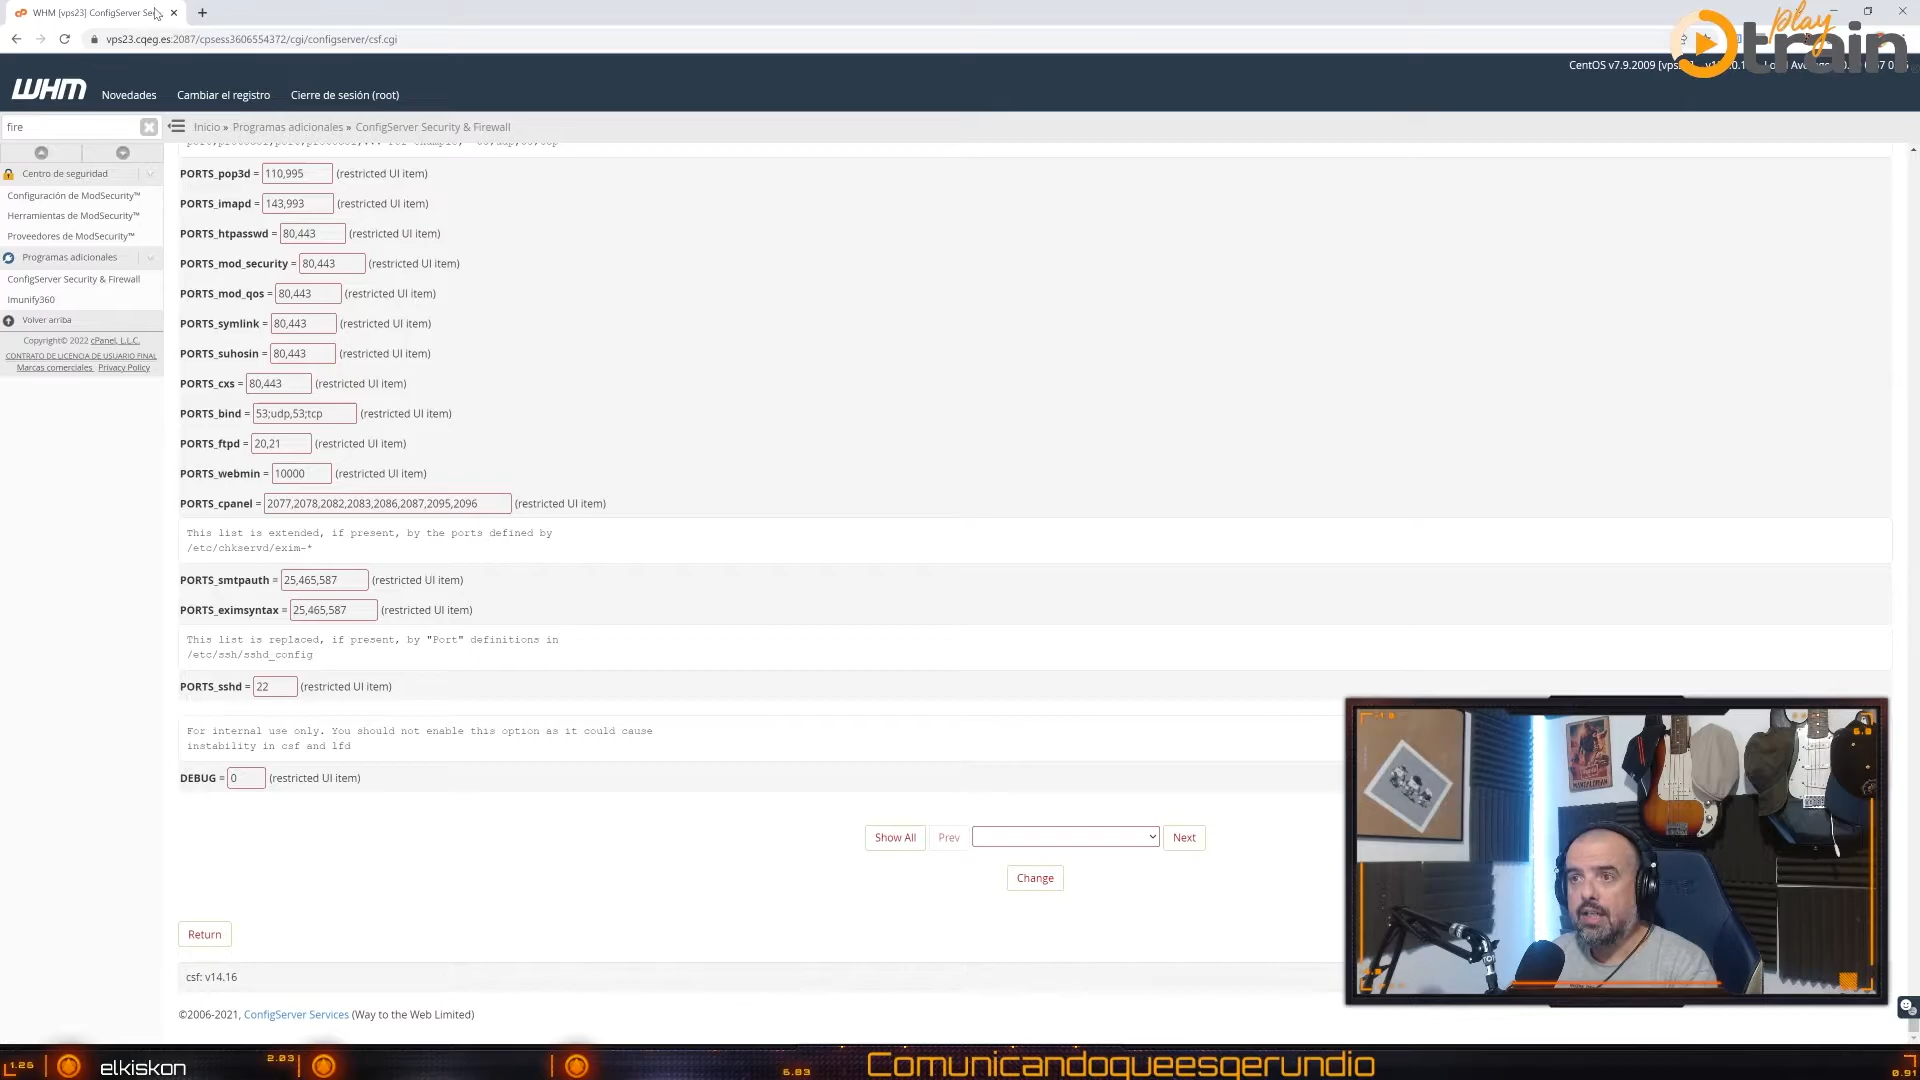 WHM [vps23] ConfigServer Se
vps23.cqeg.es:2087/cpsess3606554372/cgi/configserver/csf.cgi
play
train
CentOS v7.9.2009 [vps
WHM
Novedades
Cambiar el registro
Cierre de sesión (root)
fire
Inicio » Programas adicionales » ConfigServer Security & Firewall
Centro de seguridad
Configuración de ModSecurity™
Herramientas de ModSecurity™
Proveedores de ModSecurity™
Programas adicionales
ConfigServer Security & Firewall
Imunify360
Volver arriba
Copyright© 2022 cPanel, L.L.C.
CONTRATO DE LICENCIA DE USUARIO FINAL
Marcas comerciales Privacy Policy
PORTS_pop3d = 110,995 (restricted UI item)
PORTS_imapd = 143,993 (restricted UI item)
PORTS_htpasswd = 80,443 (restricted UI item)
PORTS_mod_security = 80,443 (restricted UI item)
PORTS_mod_qos = 80,443 (restricted UI item)
PORTS_symlink = 80,443 (restricted UI item)
PORTS_suhosin = 80,443 (restricted UI item)
PORTS_cxs = 80,443 (restricted UI item)
PORTS_bind = 53;udp,53;tcp (restricted UI item)
PORTS_ftpd = 20,21 (restricted UI item)
PORTS_webmin = 10000 (restricted UI item)
PORTS_cpanel = 2077,2078,2082,2083,2086,2087,2095,2096 (restricted UI item)
This list is extended, if present, by the ports defined by
/etc/chkservd/exim-*
PORTS_smtpauth = 25,465,587 (restricted UI item)
PORTS_eximsyntax = 25,465,587 (restricted UI item)
This list is replaced, if present, by "Port" definitions in
/etc/ssh/sshd_config
PORTS_sshd = 22 (restricted UI item)
For internal use only. You should not enable this option as it could cause
instability in csf and lfd
DEBUG = 0 (restricted UI item)
Show All
Prev
Next
Change
Return
csf: v14.16
©2006-2021, ConfigServer Services (Way to the Web Limited)
1.26
elkiskon
2.03
6.83
Comunicandoqueesgerundio
0.91